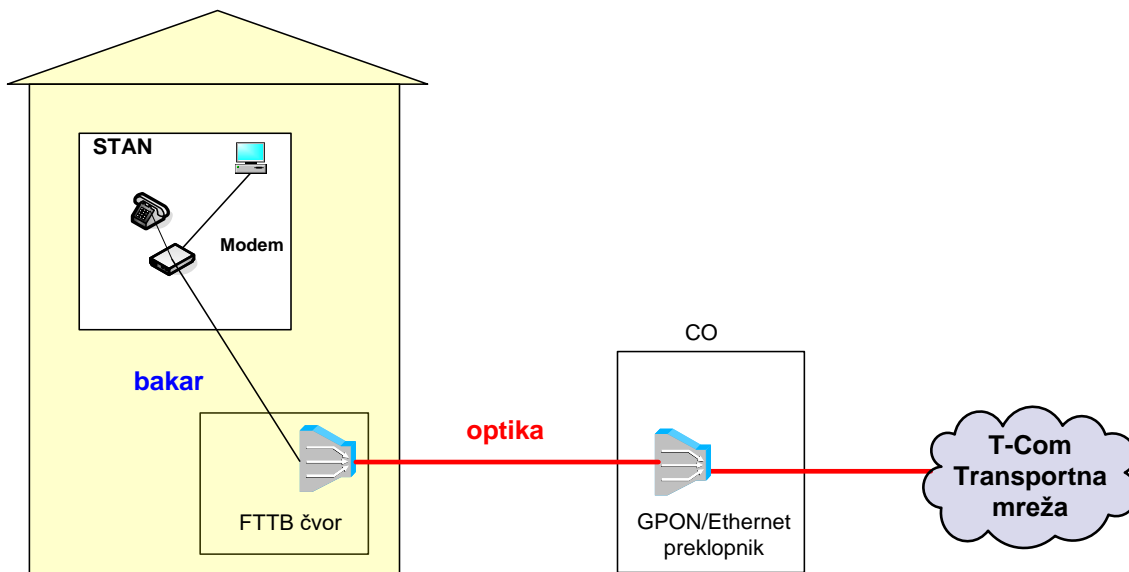 STAN
Modem
bakar
FTTB čvor
optika
CO
GPON/Ethernet
preklopnik
T-Com
Transportna
mreža